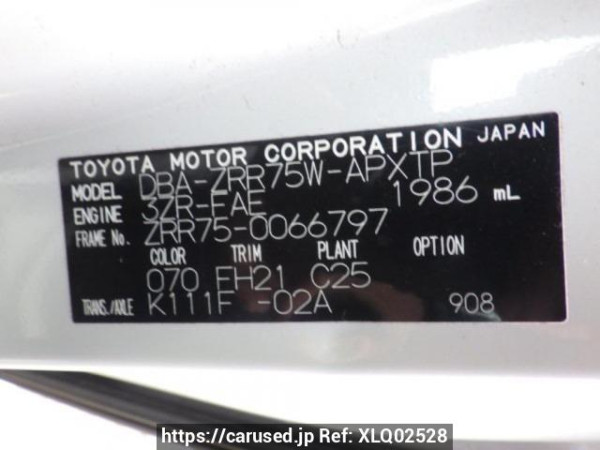 TOYOTA MOTOR CORPORATION JAPAN
MODEL DBA-ZRR75W-APXTP
ENGINE 3ZR-FAE 1986 mL
FRAME No. ZRR75-0066797
COLOR TRIM PLANT OPTION
070 FH21 C25
TRANS./AXLE K111F -02A 908
https://carused.jp Ref: XLQ02528